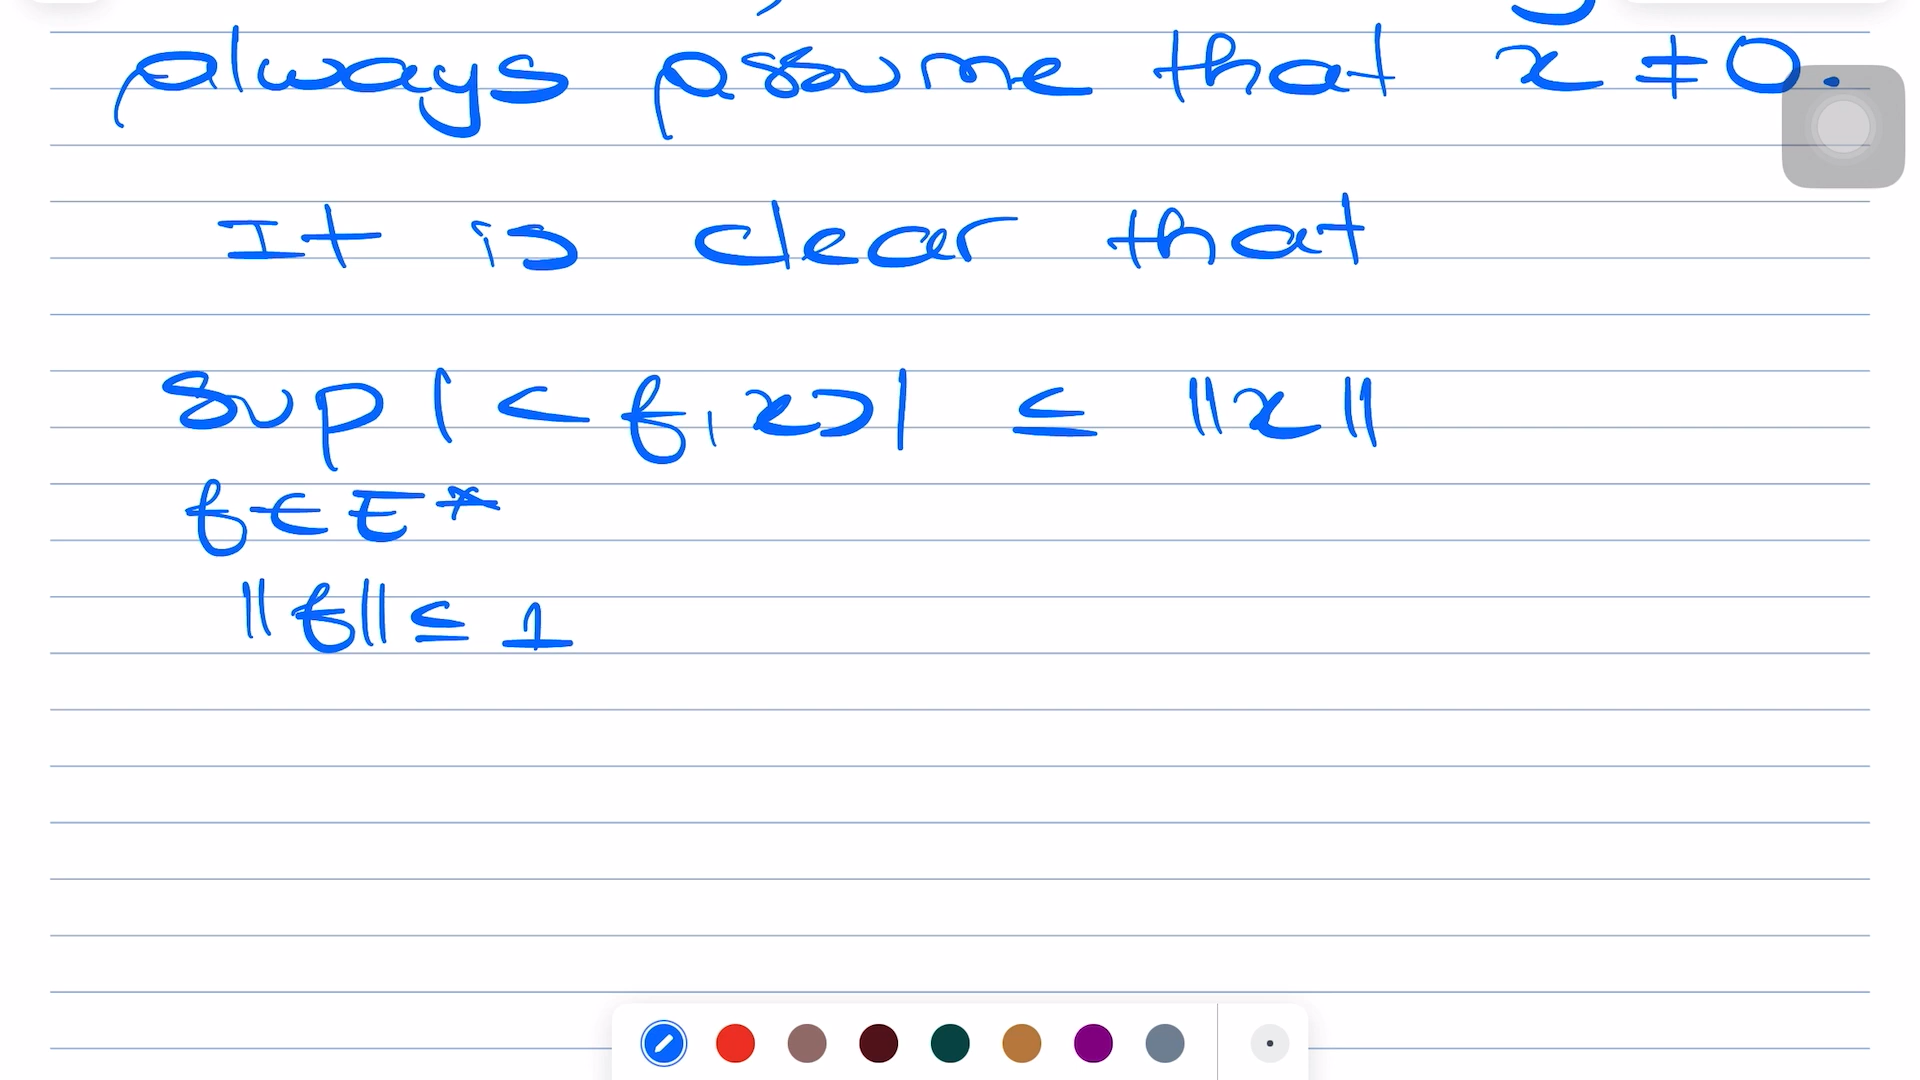 always assume that x ≠ 0.
It is clear that
Sup |<f, x>| ≤ ||x||
f ∈ E*
||f|| ≤ 1